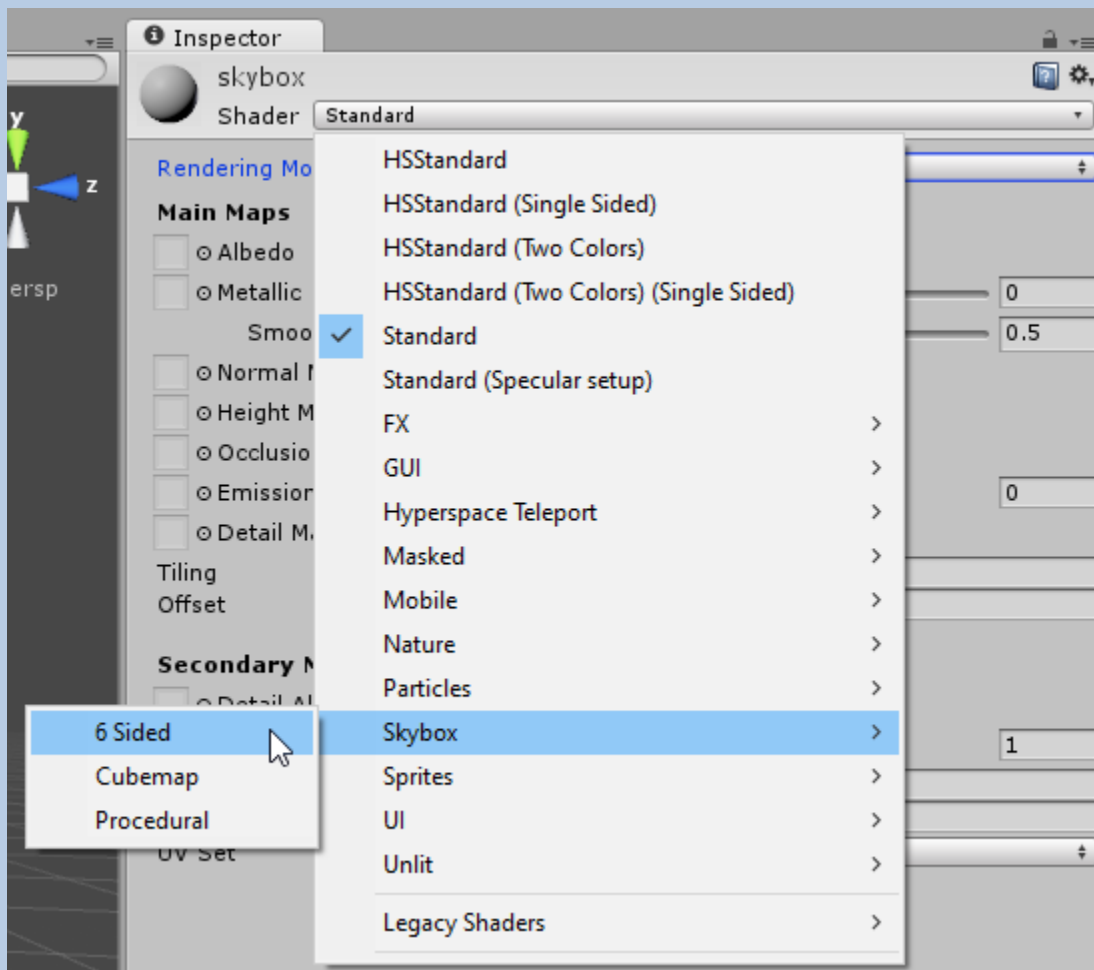 Inspector
skybox
Shader Standard
y
z
ersp
Rendering Mo
Main Maps
Albedo
Metallic 0
Smoo 0.5
Normal M
Height M
Occlusio
Emission 0
Detail Ma
Tiling
Offset
Secondary M
Detail Al
1
UV Set
HSStandard
HSStandard (Single Sided)
HSStandard (Two Colors)
HSStandard (Two Colors) (Single Sided)
Standard
Standard (Specular setup)
FX
GUI
Hyperspace Teleport
Masked
Mobile
Nature
Particles
Skybox
Sprites
UI
Unlit
Legacy Shaders
6 Sided
Cubemap
Procedural